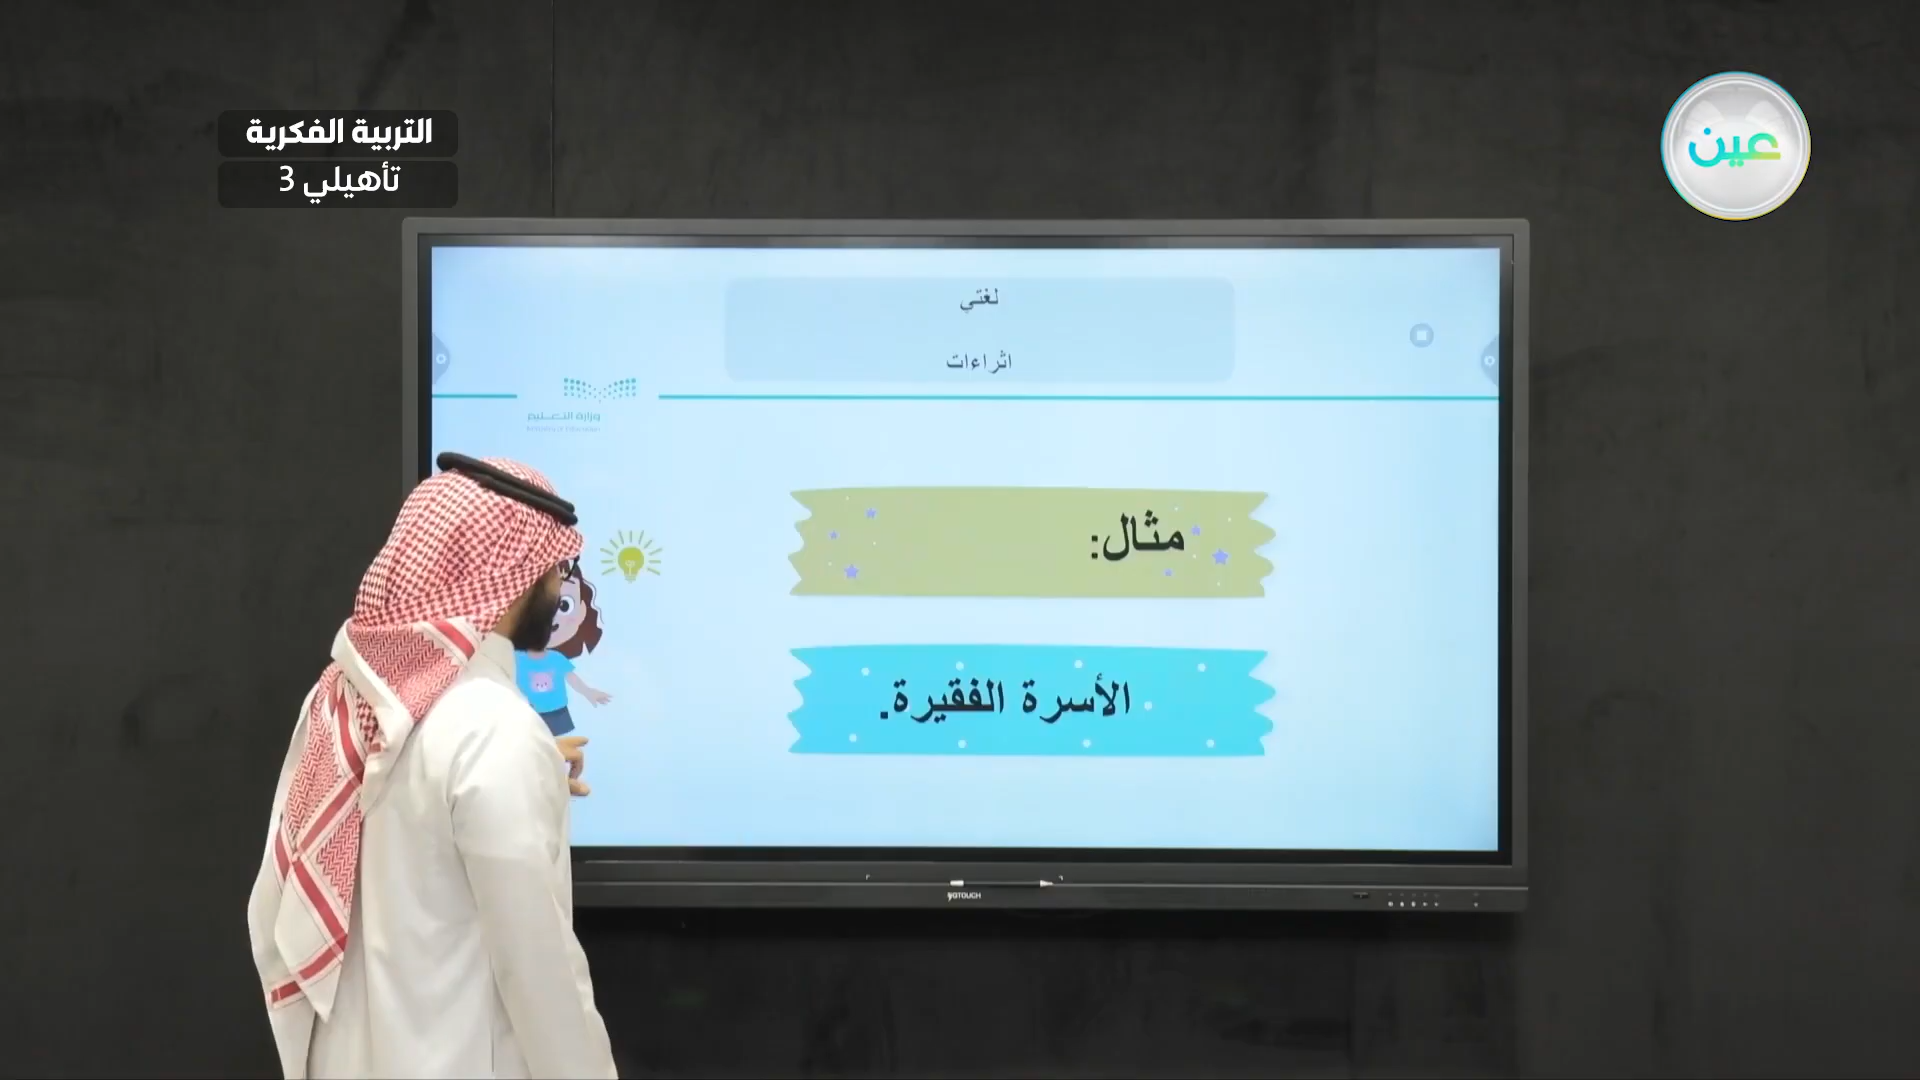 التربية الفكرية
تأهيلي 3
عين
لغتي
اثراءات
وزارة التعليم
مثال:
الأسرة الفقيرة.